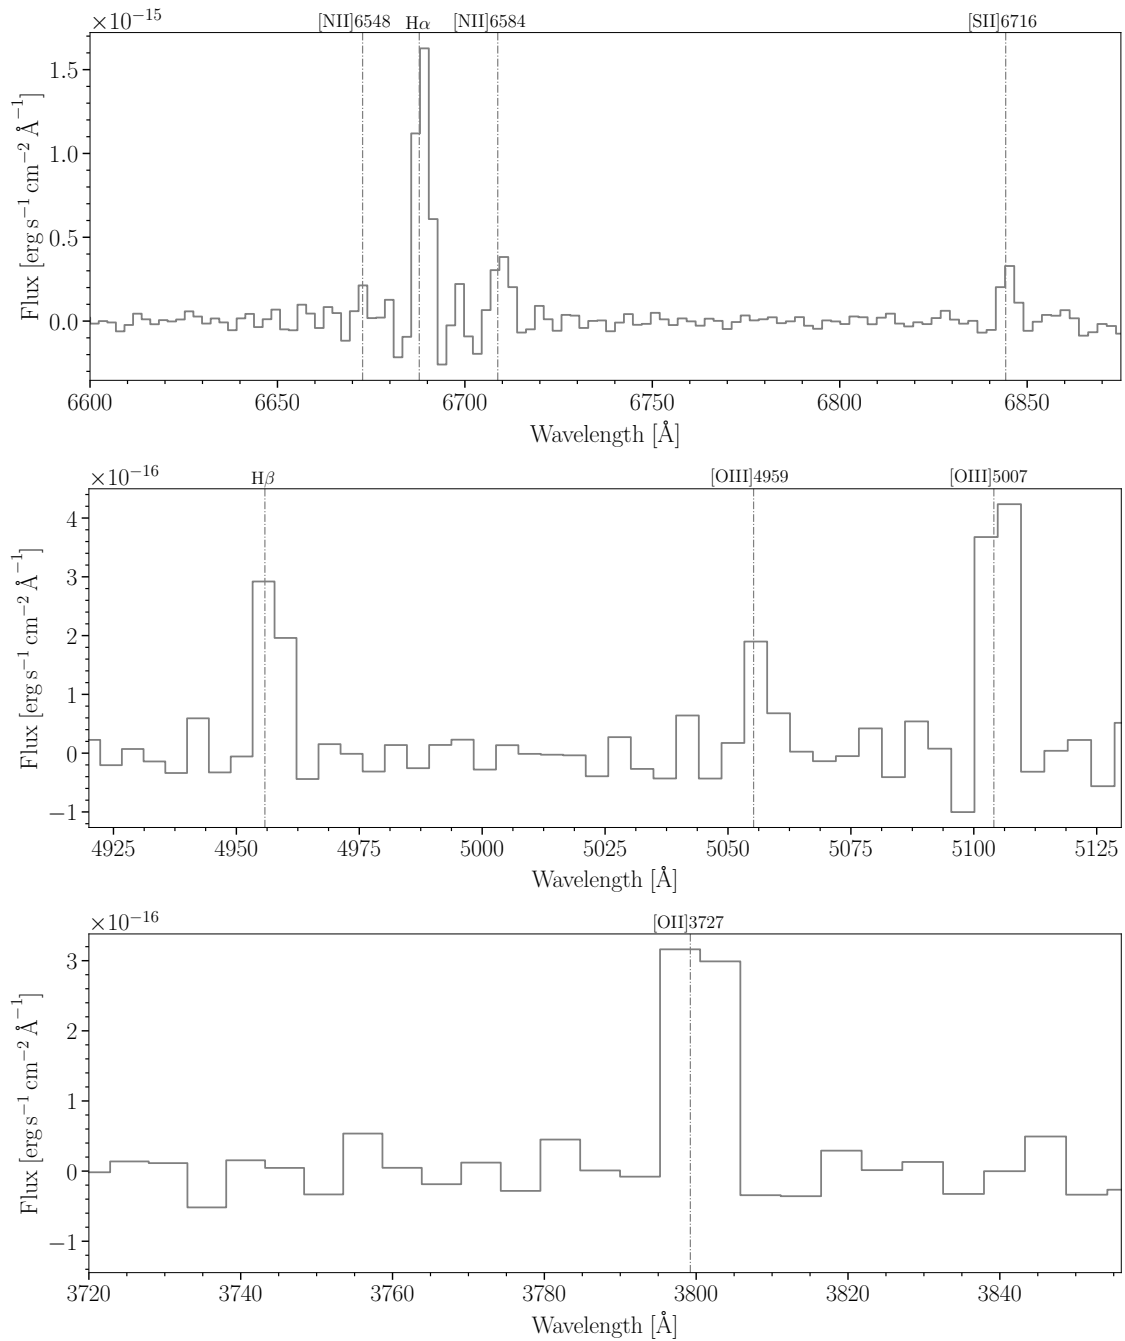 ×10⁻¹⁵
[NII]6548 Hα [NII]6584 [SII]6716
Flux [erg s⁻¹ cm⁻² Å⁻¹]
1.5
1.0
0.5
0.0
6600 6650 6700 6750 6800 6850
Wavelength [Å]
×10⁻¹⁶
Hβ [OIII]4959 [OIII]5007
Flux [erg s⁻¹ cm⁻² Å⁻¹]
4
3
2
1
0
−1
4925 4950 4975 5000 5025 5050 5075 5100 5125
Wavelength [Å]
×10⁻¹⁶
[OII]3727
Flux [erg s⁻¹ cm⁻² Å⁻¹]
3
2
1
0
−1
3720 3740 3760 3780 3800 3820 3840
Wavelength [Å]